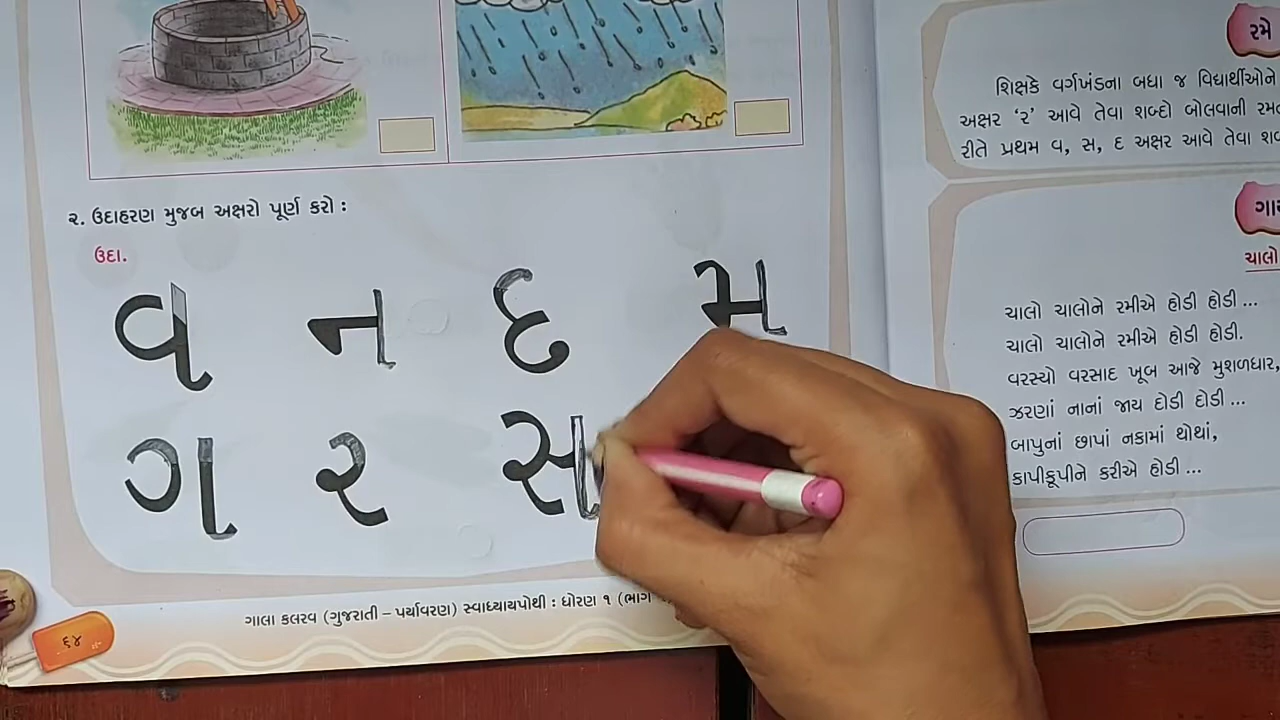 ૨. ઉદાહરણ મુજબ અક્ષરો પૂર્ણ કરો :
ઉદા.
વ ન દ મ
ગ ર સ
ગાલા કલરવ (ગુજરાતી – પર્યાવરણ) સ્વાધ્યાયપોથી : ધોરણ ૧ (ભાગ
૬૪
રમે
શિક્ષકે વર્ગખંડના બધા જ વિદ્યાર્થીઓને
અક્ષર ‘ર’ આવે તેવા શબ્દો બોલવાની
રીતે પ્રથમ વ, સ, દ અક્ષર આવે તેવા
ચાલો
ચાલો ચાલોને રમીએ હોડી હોડી ...
ચાલો ચાલોને રમીએ હોડી હોડી.
વરસ્યો વરસાદ ખૂબ આજે મુશળધાર,
ઝરણાં નાનાં જાય દોડી દોડી ...
બાપુનાં છાપાં નકામાં થોથાં,
કાપીકૂપીને કરીએ હોડી ...